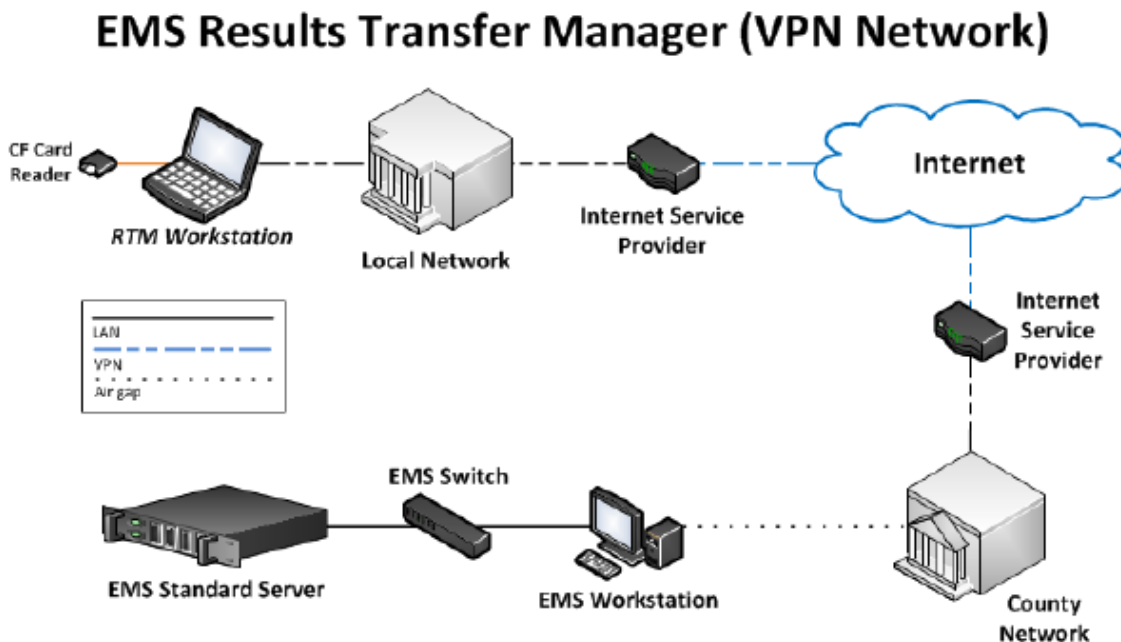 EMS Results Transfer Manager (VPN Network)
CF Card
Reader
RTM Workstation
Local Network
Internet Service
Provider
Internet
Internet
Service
Provider
LAN
VPN
Air gap
EMS Switch
EMS Standard Server
EMS Workstation
County
Network